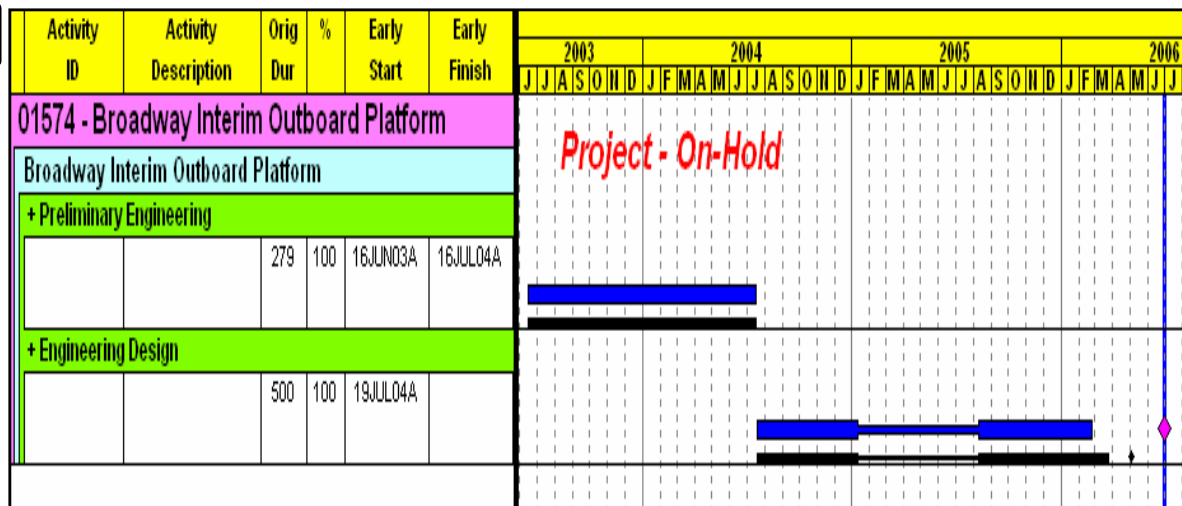 Activity Activity Orig % Early Early
ID Description Dur Start Finish
2003 2004 2005 2006
J J A S O N D J F M A M J J A S O N D J F M A M J J A S O N D J F M A M J J
01574 - Broadway Interim Outboard Platform
Project - On-Hold
Broadway Interim Outboard Platform
+ Preliminary Engineering
279 100 16JUN03A 16JUL04A
+ Engineering Design
500 100 19JUL04A